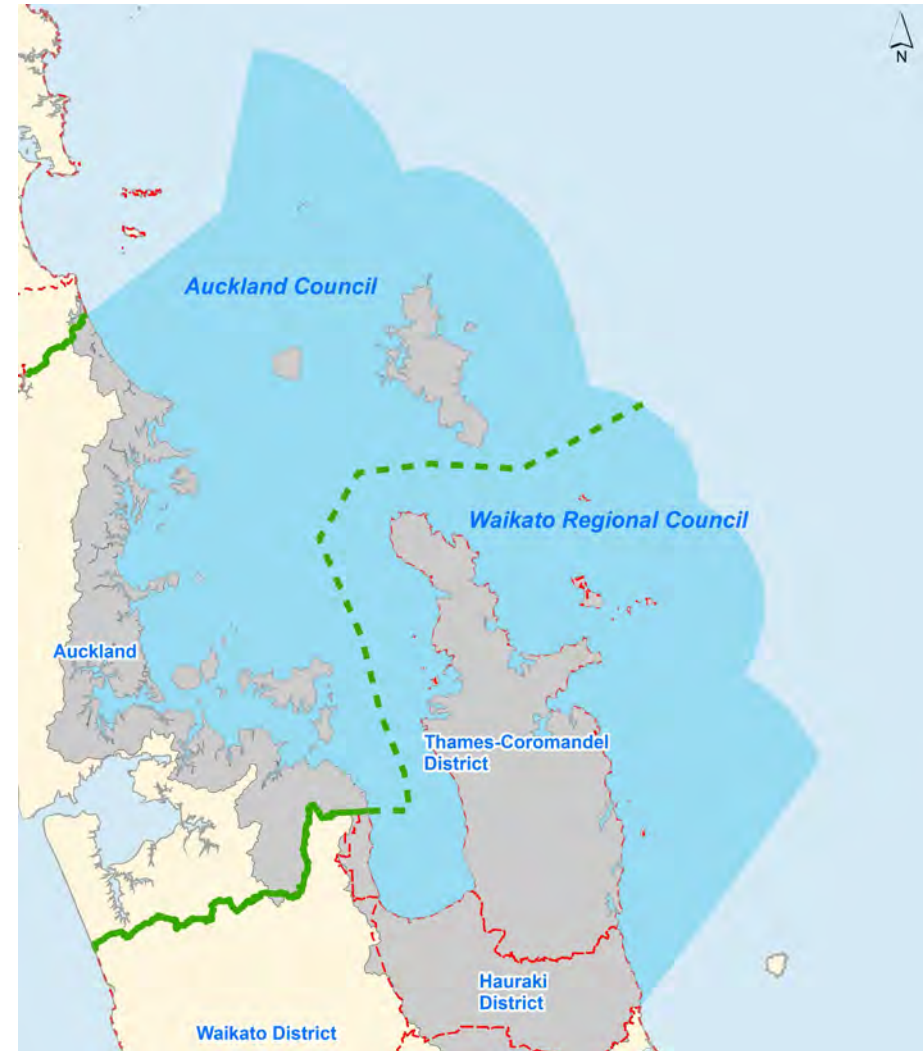 N
Auckland Council
Waikato Regional Council
Auckland
Thames-Coromandel
District
Hauraki
District
Waikato District